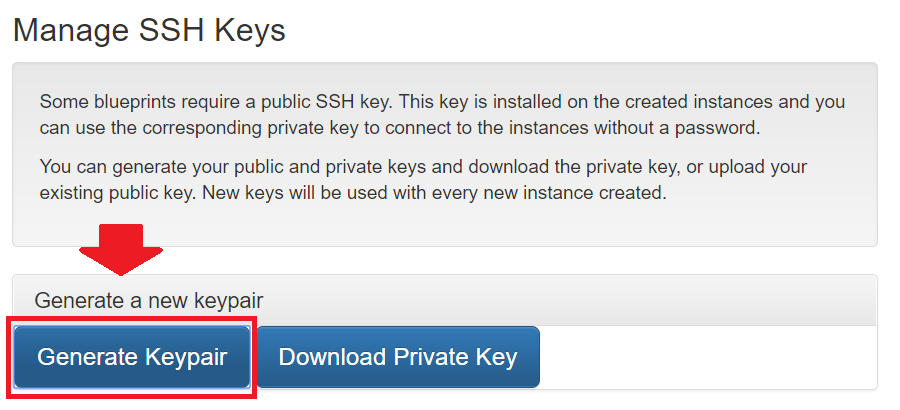 Manage SSH Keys
Some blueprints require a public SSH key. This key is installed on the created instances and you
can use the corresponding private key to connect to the instances without a password.
You can generate your public and private keys and download the private key, or upload your
existing public key. New keys will be used with every new instance created.
Generate a new keypair
Generate Keypair
Download Private Key